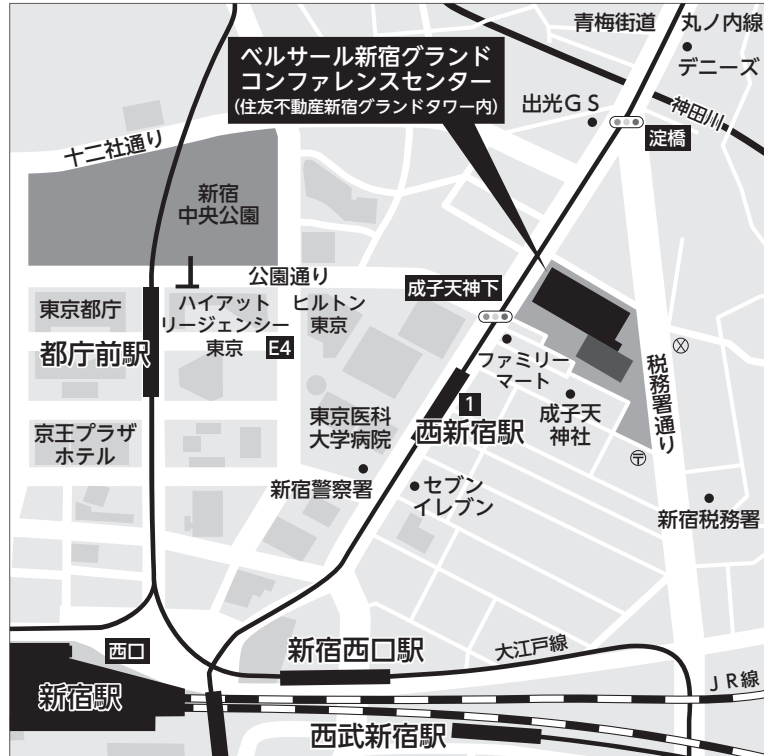 青梅街道
丸ノ内線
デニーズ
ベルサール新宿グランド
コンファレンスセンター
(住友不動産新宿グランドタワー内)
出光GS
神田川
淀橋
十二社通り
新宿
中央公園
公園通り
成子天神下
東京都庁
ハイアット
リージェンシー
東京
ヒルトン
東京
E4
都庁前駅
ファミリー
マート
税務署通り
1
西新宿駅
成子天
神社
東京医科
大学病院
京王プラザ
ホテル
〒
新宿警察署
セブン
イレブン
新宿税務署
西口
新宿西口駅
大江戸線
新宿駅
JR線
西武新宿駅